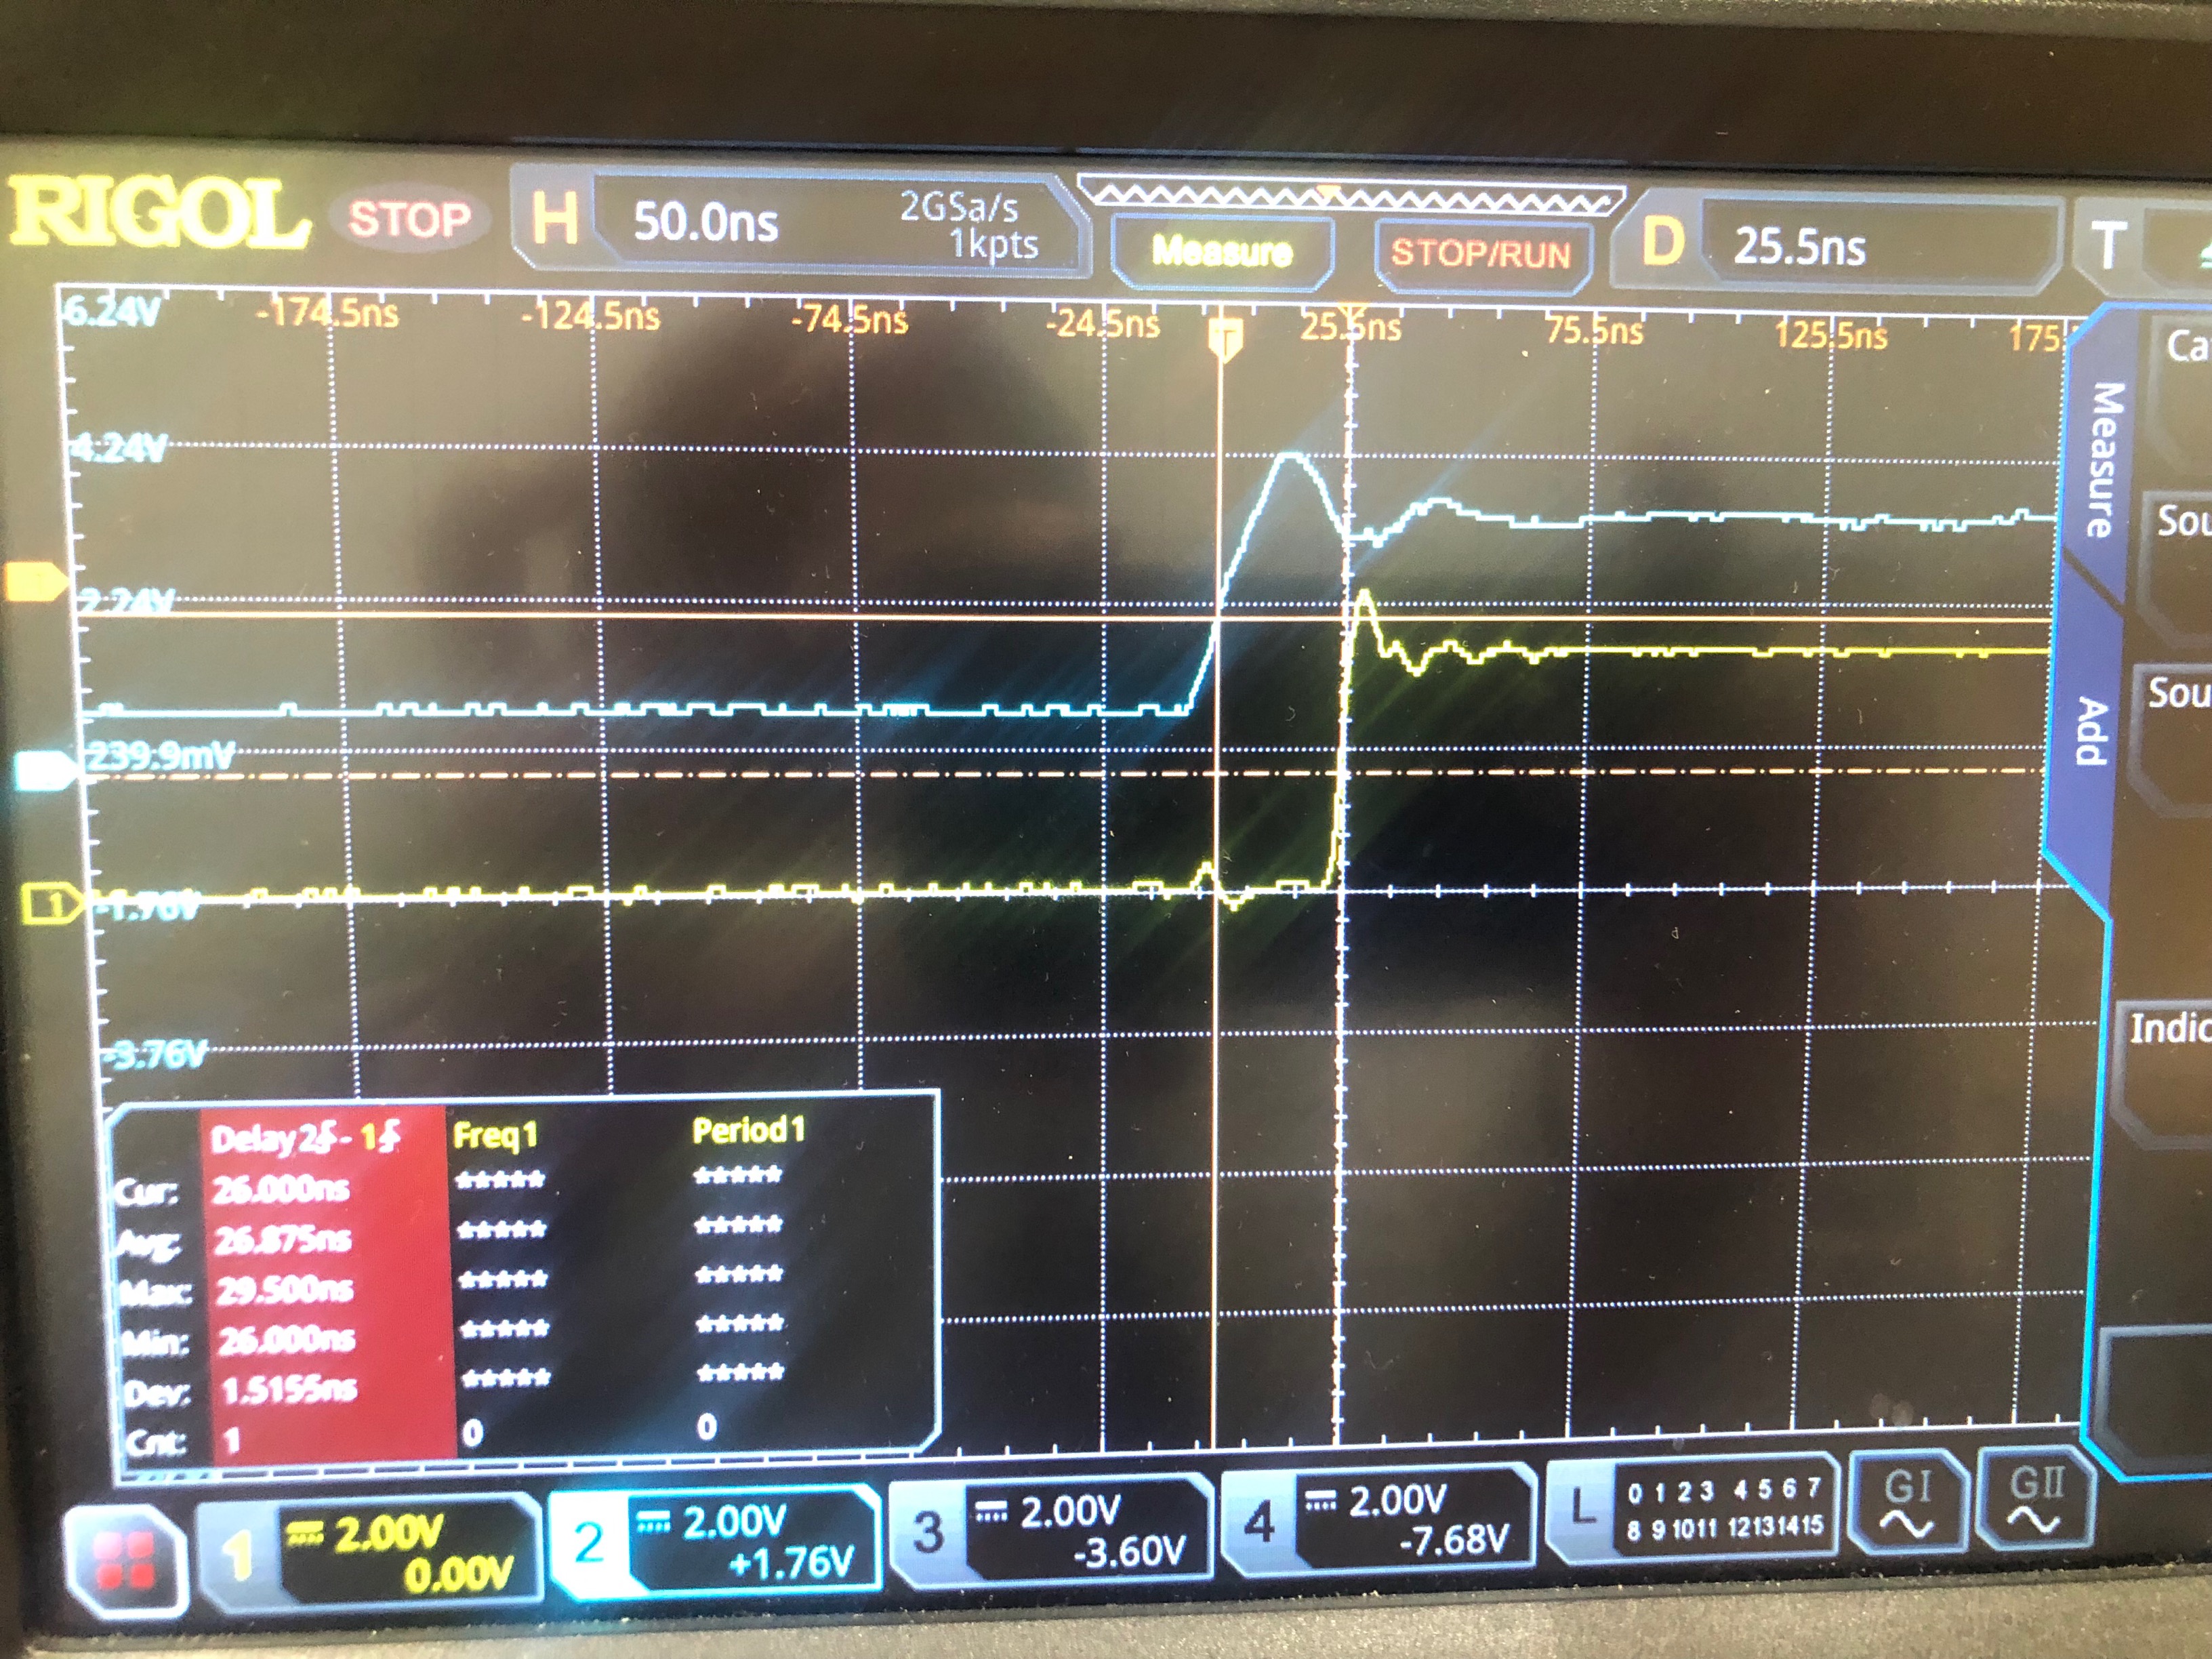 RIGOL STOP H 50.0ns 2GSa/s 1kpts Measure STOP/RUN D 25.5ns T
6.24V -174.5ns -124.5ns -74.5ns -24.5ns T 25.5ns 75.5ns 125.5ns 175
4.24V
2.24V
239.9mV
1 -1.76V
-3.76V
Measure
Add
Sou
Sou
Indic
Delay2 - 1 Freq1 Period1
Cur: 26.000ns ***** *****
Avg: 26.875ns ***** *****
Max: 29.500ns ***** *****
Min: 26.000ns ***** *****
Dev: 1.5155ns ***** *****
Cnt: 1 0 0
1 2.00V 0.00V
2 2.00V +1.76V
3 2.00V -3.60V
4 2.00V -7.68V
L 0 1 2 3 4 5 6 7
8 9 10 11 12 13 14 15
GI
GII